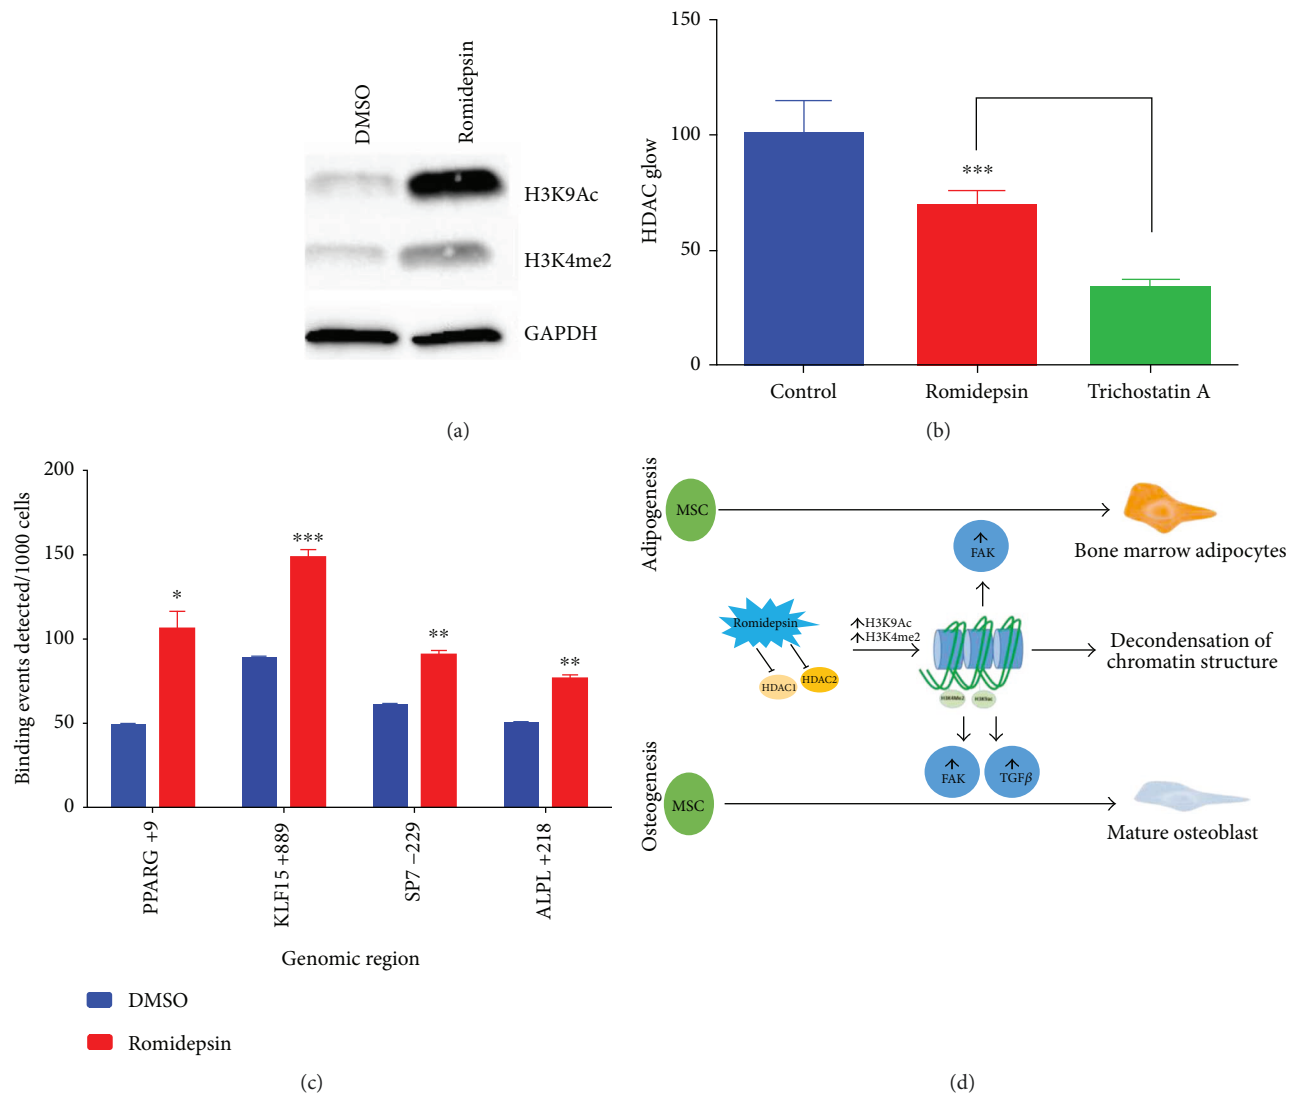 DMSO
Romidepsin
H3K9Ac
H3K4me2
GAPDH
(a)
HDAC glow
150
100
50
0
***
Control
Romidepsin
Trichostatin A
(b)
Binding events detected/1000 cells
200
150
100
50
0
*
***
**
**
PPARG +9
KLF15 +889
SP7 −229
ALPL +218
Genomic region
DMSO
Romidepsin
(c)
Adipogenesis
MSC
Bone marrow adipocytes
FAK
Romidepsin
HDAC1
HDAC2
H3K9Ac
H3K4me2
Decondensation of
chromatin structure
FAK
TGFβ
Osteogenesis
MSC
Mature osteoblast
(d)